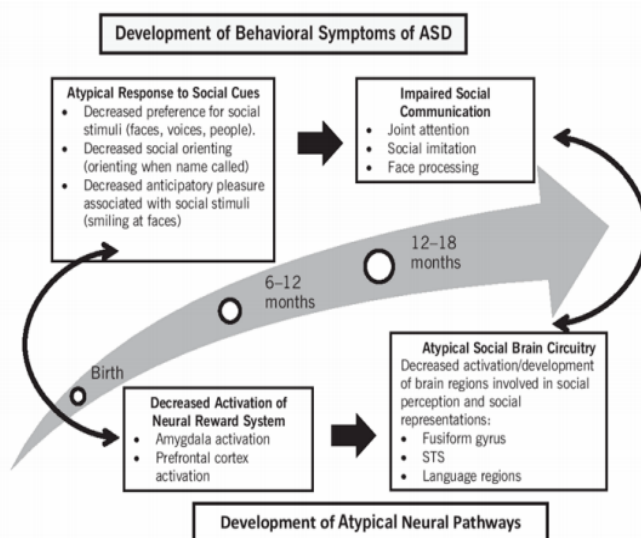 Development of Behavioral Symptoms of ASD
Atypical Response to Social Cues
• Decreased preference for social
stimuli (faces, voices, people).
• Decreased social orienting
(orienting when name called)
• Decreased anticipatory pleasure
associated with social stimuli
(smiling at faces)
Impaired Social
Communication
• Joint attention
• Social imitation
• Face processing
12–18
months
6–12
months
Birth
Decreased Activation of
Neural Reward System
• Amygdala activation
• Prefrontal cortex
activation
Atypical Social Brain Circuitry
Decreased activation/development
of brain regions involved in social
perception and social
representations:
• Fusiform gyrus
• STS
• Language regions
Development of Atypical Neural Pathways